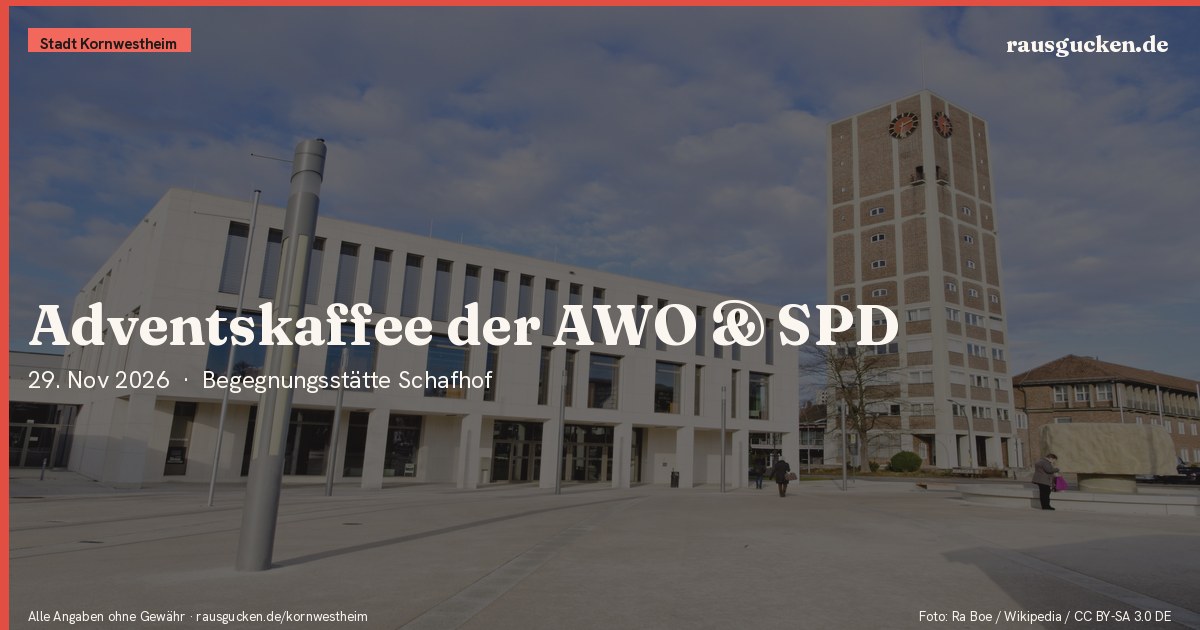 Stadt Kornwestheim
rausgucken.de
Adventskaffee der AWO & SPD
29. Nov 2026 · Begegnungsstätte Schafhof
Alle Angaben ohne Gewähr · rausgucken.de/kornwestheim
Foto: Ra Boe / Wikipedia / CC BY-SA 3.0 DE